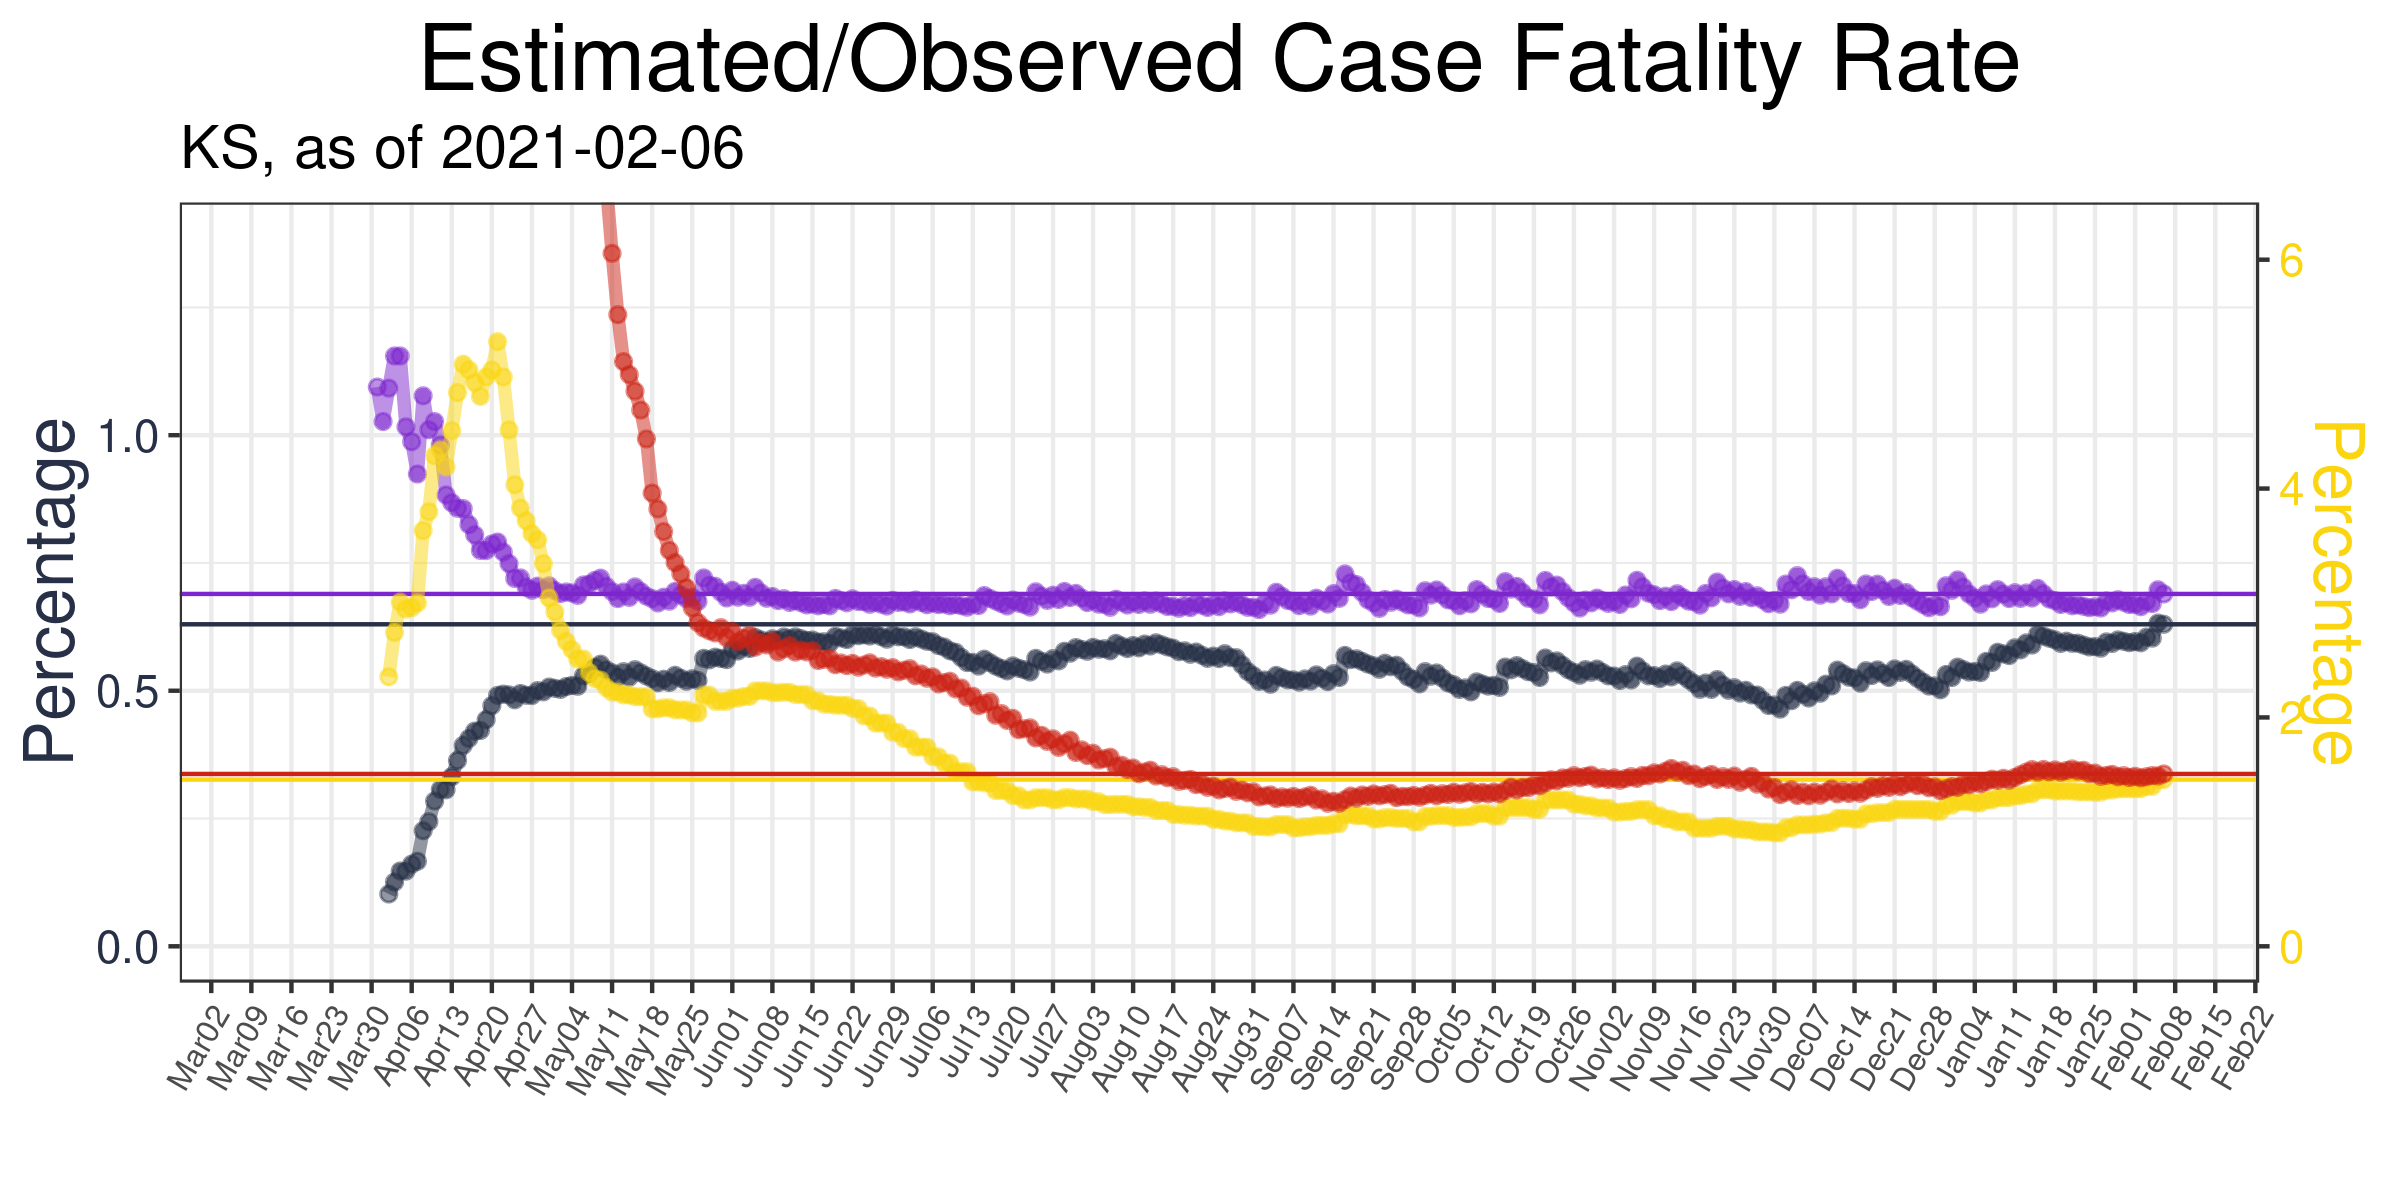 Estimated/Observed Case Fatality Rate
KS, as of 2021-02-06
Percentage
1.0
0.5
0.0
6
4
2
0
Percentage
Mar02
Mar09
Mar16
Mar23
Mar30
Apr06
Apr13
Apr20
Apr27
May04
May11
May18
May25
Jun01
Jun08
Jun15
Jun22
Jun29
Jul06
Jul13
Jul20
Jul27
Aug03
Aug10
Aug17
Aug24
Aug31
Sep07
Sep14
Sep21
Sep28
Oct05
Oct12
Oct19
Oct26
Nov02
Nov09
Nov16
Nov23
Nov30
Dec07
Dec14
Dec21
Dec28
Jan04
Jan11
Jan18
Jan25
Feb01
Feb08
Feb15
Feb22